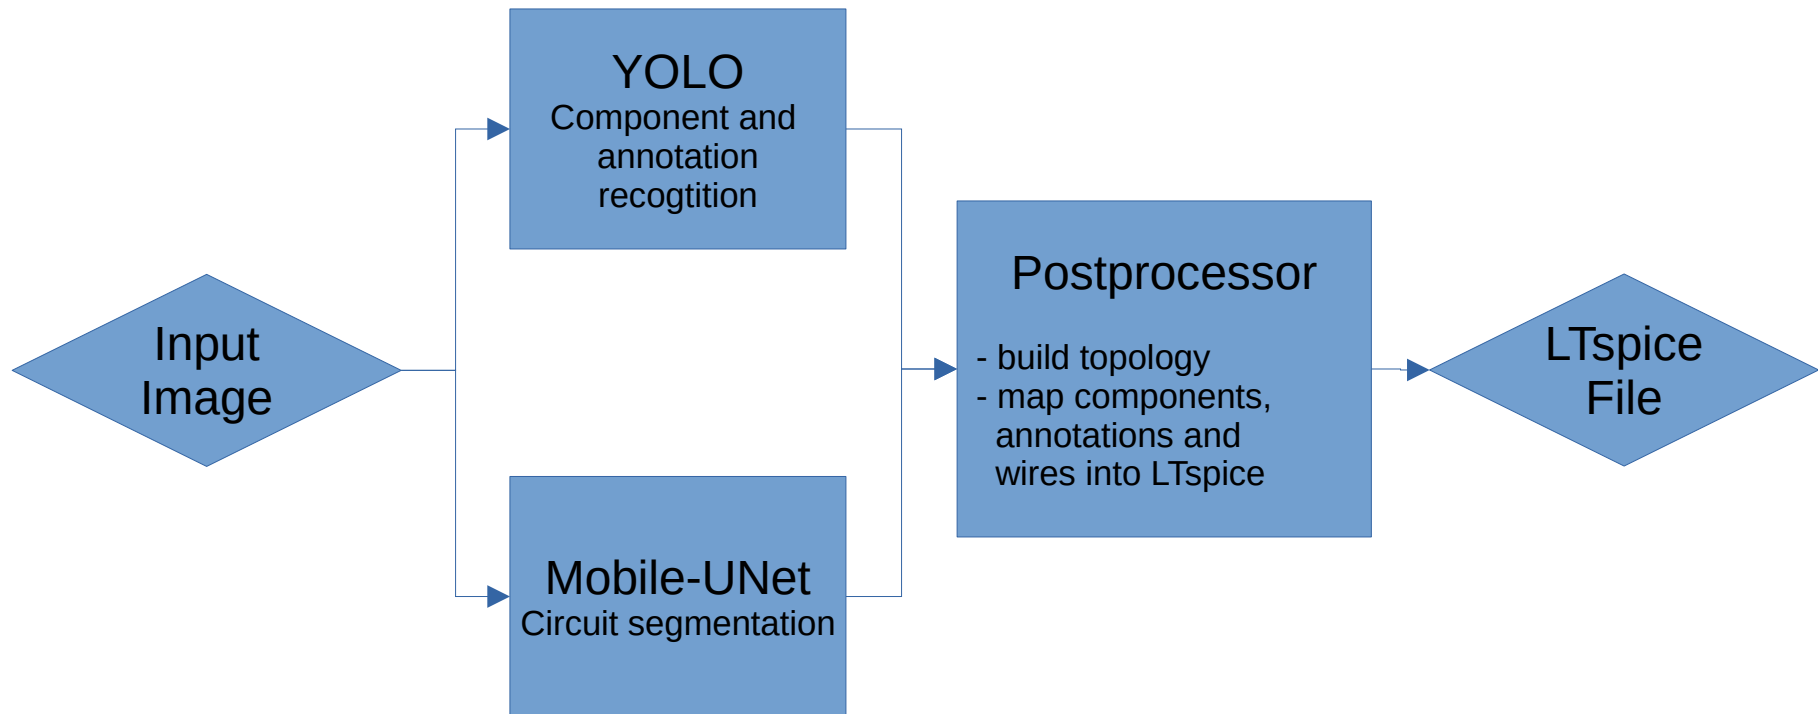 Input
Image
YOLO
Component and
annotation
recogtition
Mobile-UNet
Circuit segmentation
Postprocessor
- build topology
- map components,
annotations and
wires into LTspice
LTspice
File